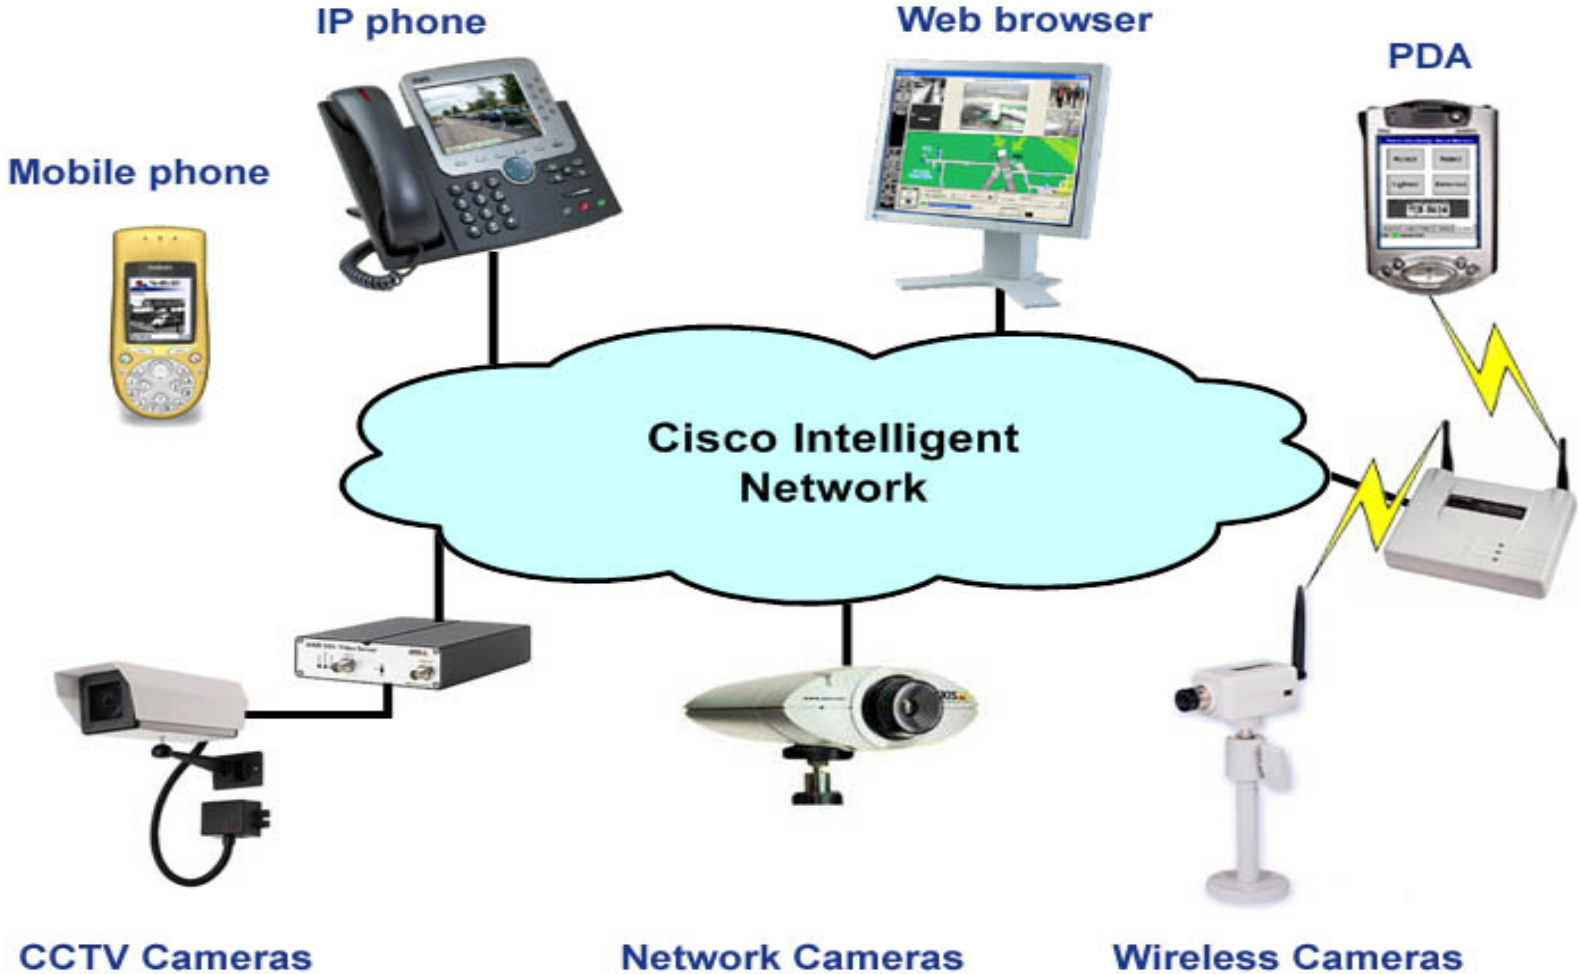 IP phone
Web browser
PDA
Mobile phone
Cisco Intelligent
Network
CCTV Cameras
Network Cameras
Wireless Cameras